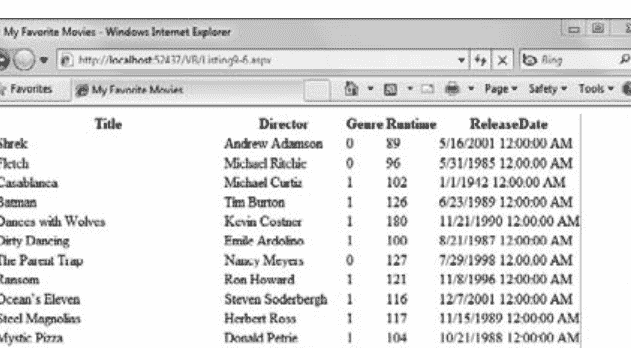 My Favorite Movies - Windows Internet Explorer
http://localhost:52437/VB/Listing9-6.aspx
Bing
Favorites My Favorite Movies Page Safety Tools
Title Director Genre Runtime ReleaseDate
Shrek Andrew Adamson 0 89 5/16/2001 12:00:00 AM
Fletch Michael Ritchie 0 96 5/31/1985 12:00:00 AM
Casablanca Michael Curtiz 1 102 1/1/1942 12:00:00 AM
Batman Tim Burton 1 126 6/23/1989 12:00:00 AM
Dances with Wolves Kevin Costner 1 180 11/21/1990 12:00:00 AM
Dirty Dancing Emile Ardolino 1 100 8/21/1987 12:00:00 AM
The Parent Trap Nancy Meyers 0 127 7/29/1998 12:00:00 AM
Ransom Ron Howard 1 121 11/8/1996 12:00:00 AM
Ocean's Eleven Steven Soderbergh 1 116 12/7/2001 12:00:00 AM
Steel Magnolias Herbert Ross 1 117 11/15/1989 12:00:00 AM
Mystic Pizza Donald Petrie 1 104 10/21/1988 12:00:00 AM